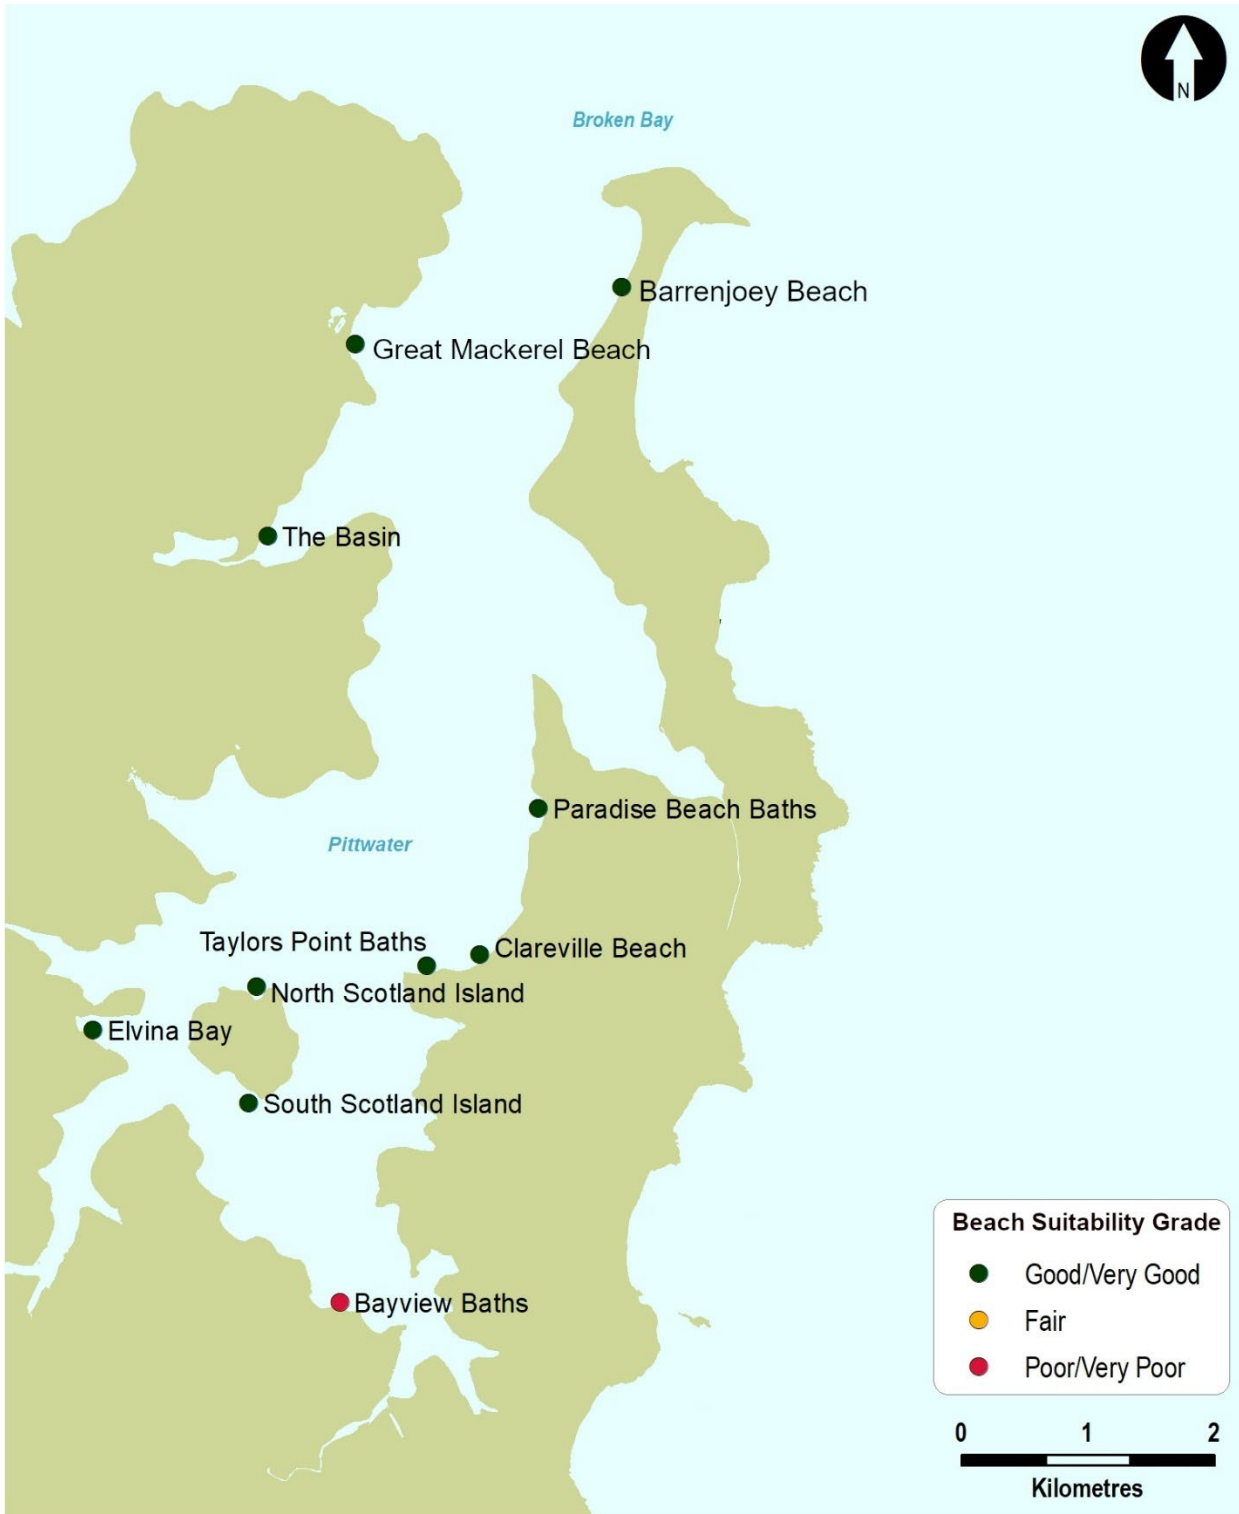 N
Broken Bay
Barrenjoey Beach
Great Mackerel Beach
The Basin
Paradise Beach Baths
Pittwater
Taylors Point Baths
Clareville Beach
North Scotland Island
Elvina Bay
South Scotland Island
Bayview Baths
Beach Suitability Grade
Good/Very Good
Fair
Poor/Very Poor
0 1 2
Kilometres